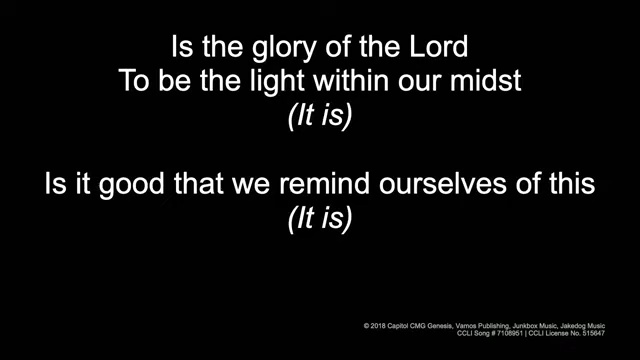 Is the glory of the Lord
To be the light within our midst
(It is)
Is it good that we remind ourselves of this
(It is)
© 2018 Capitol CMG Genesis, Vamos Publishing, Junkbox Music, Jakedog Music
CCLI Song # 7108951 | CCLI License No. 515647